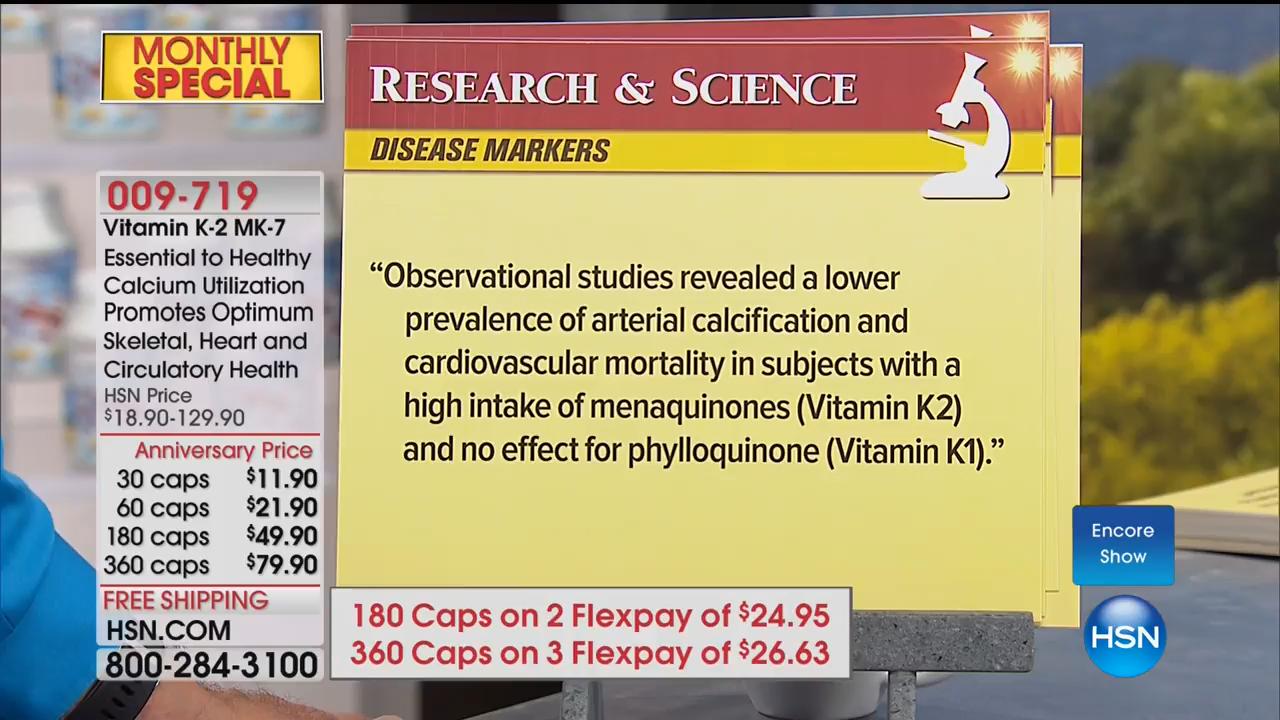 MONTHLY
SPECIAL
009-719
Vitamin K-2 MK-7
Essential to Healthy
Calcium Utilization
Promotes Optimum
Skeletal, Heart and
Circulatory Health
HSN Price
$18.90-129.90
Anniversary Price
30 caps $11.90
60 caps $21.90
180 caps $49.90
360 caps $79.90
FREE SHIPPING
HSN.COM
800-284-3100
RESEARCH & SCIENCE
DISEASE MARKERS
“Observational studies revealed a lower
prevalence of arterial calcification and
cardiovascular mortality in subjects with a
high intake of menaquinones (Vitamin K2)
and no effect for phylloquinone (Vitamin K1).”
180 Caps on 2 Flexpay of $24.95
360 Caps on 3 Flexpay of $26.63
Encore
Show
HSN